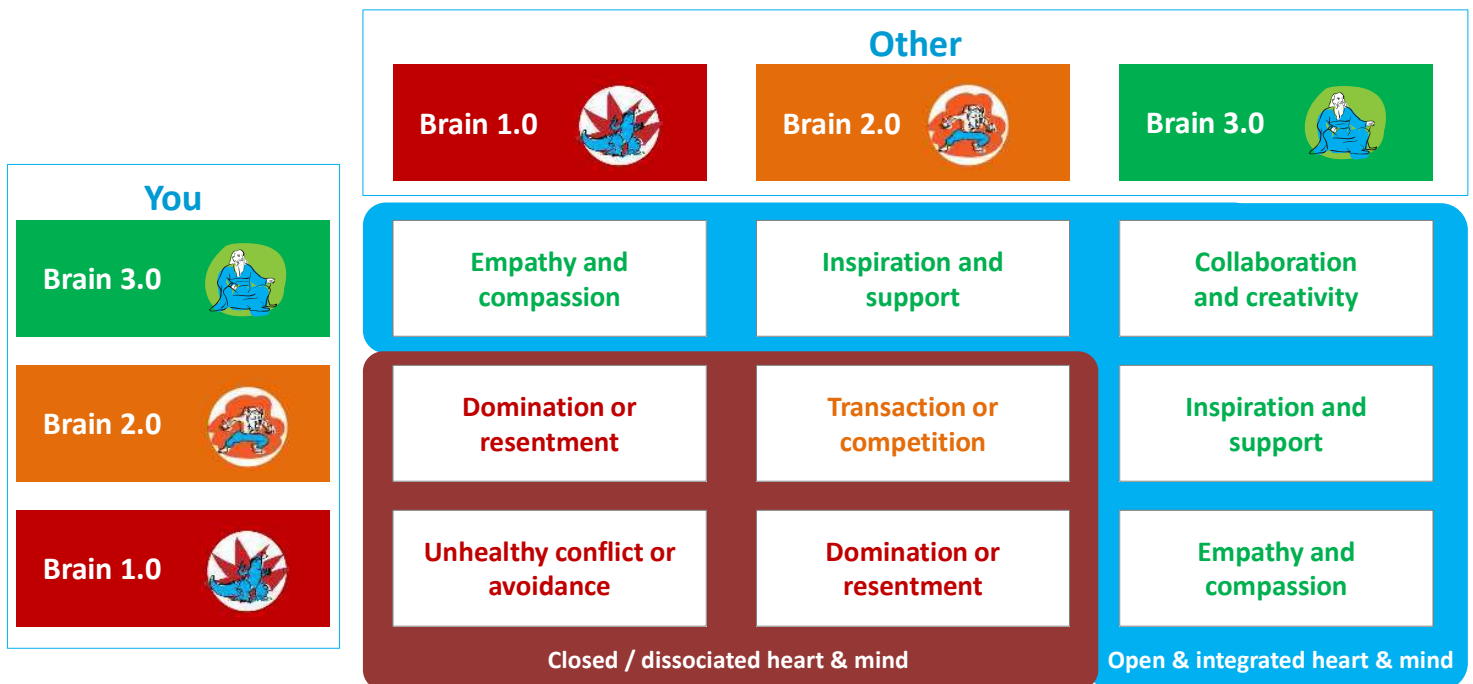 Other
Brain 1.0
Brain 2.0
Brain 3.0
You
Brain 3.0
Empathy and
compassion
Inspiration and
support
Collaboration
and creativity
Brain 2.0
Domination or
resentment
Transaction or
competition
Inspiration and
support
Brain 1.0
Unhealthy conflict or
avoidance
Domination or
resentment
Empathy and
compassion
Closed / dissociated heart & mind
Open & integrated heart & mind